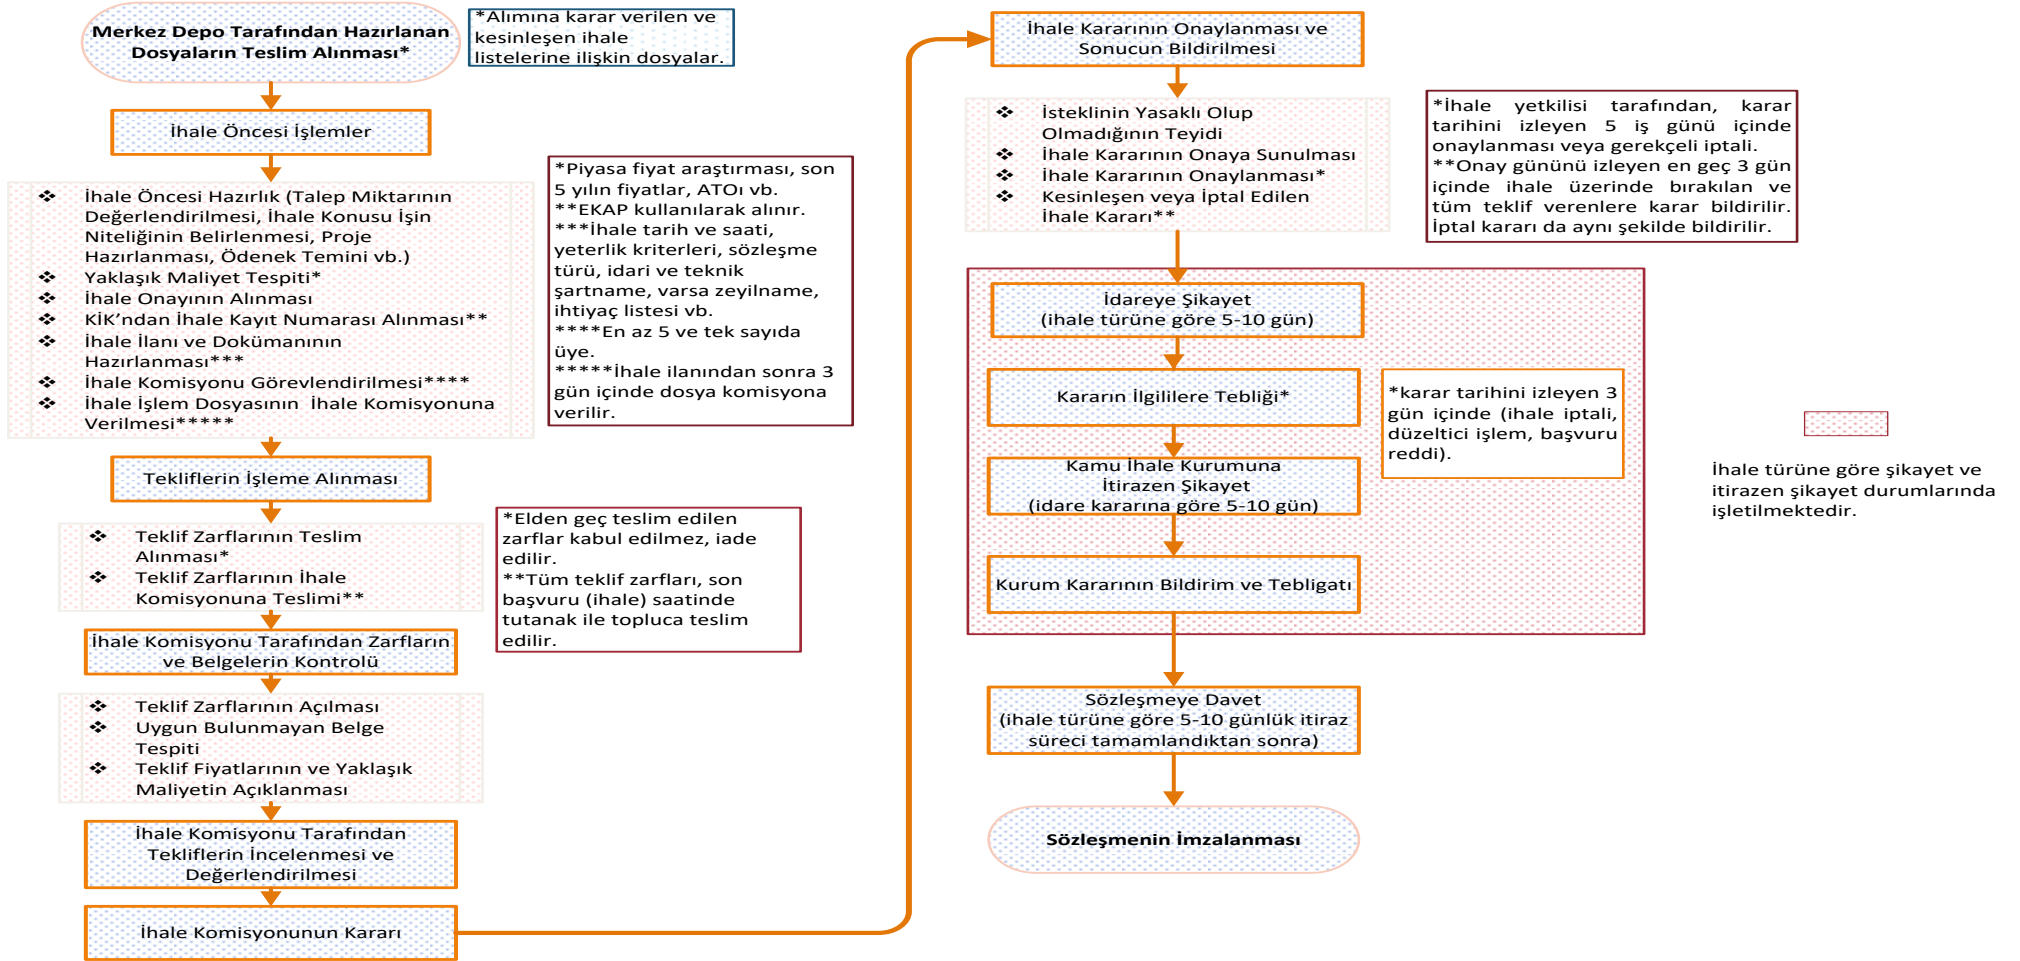 Merkez Depo Tarafından Hazırlanan
Dosyaların Teslim Alınması*
*Alımına karar verilen ve
kesinleşen ihale
listelerine ilişkin dosyalar.
İhale Öncesi İşlemler
❖ İhale Öncesi Hazırlık (Talep Miktarının
Değerlendirilmesi, İhale Konusu İşin
Niteliğinin Belirlenmesi, Proje
Hazırlanması, Ödenek Temini vb.)
❖ Yaklaşık Maliyet Tespiti*
❖ İhale Onayının Alınması
❖ KİK’ndan İhale Kayıt Numarası Alınması**
❖ İhale İlanı ve Dokümanının
Hazırlanması***
❖ İhale Komisyonu Görevlendirilmesi****
❖ İhale İşlem Dosyasının İhale Komisyonuna
Verilmesi*****
*Piyasa fiyat araştırması, son
5 yılın fiyatlar, ATOı vb.
**EKAP kullanılarak alınır.
***İhale tarih ve saati,
yeterlik kriterleri, sözleşme
türü, idari ve teknik
şartname, varsa zeyilname,
ihtiyaç listesi vb.
****En az 5 ve tek sayıda
üye.
*****İhale ilanından sonra 3
gün içinde dosya komisyona
verilir.
Tekliflerin İşleme Alınması
❖ Teklif Zarflarının Teslim
Alınması*
❖ Teklif Zarflarının İhale
Komisyonuna Teslimi**
*Elden geç teslim edilen
zarflar kabul edilmez, iade
edilir.
**Tüm teklif zarfları, son
başvuru (ihale) saatinde
tutanak ile topluca teslim
edilir.
İhale Komisyonu Tarafından Zarfların
ve Belgelerin Kontrolü
❖ Teklif Zarflarının Açılması
❖ Uygun Bulunmayan Belge
Tespiti
❖ Teklif Fiyatlarının ve Yaklaşık
Maliyetin Açıklanması
İhale Komisyonu Tarafından
Tekliflerin İncelenmesi ve
Değerlendirilmesi
İhale Komisyonunun Kararı
İhale Kararının Onaylanması ve
Sonucun Bildirilmesi
❖ İsteklinin Yasaklı Olup
Olmadığının Teyidi
❖ İhale Kararının Onaya Sunulması
❖ İhale Kararının Onaylanması*
❖ Kesinleşen veya İptal Edilen
İhale Kararı**
*İhale yetkilisi tarafından, karar
tarihini izleyen 5 iş günü içinde
onaylanması veya gerekçeli iptali.
**Onay gününü izleyen en geç 3 gün
içinde ihale üzerinde bırakılan ve
tüm teklif verenlere karar bildirilir.
İptal kararı da aynı şekilde bildirilir.
İdareye Şikayet
(ihale türüne göre 5-10 gün)
Kararın İlgililere Tebliği*
*karar tarihini izleyen 3
gün içinde (ihale iptali,
düzeltici işlem, başvuru
reddi).
Kamu İhale Kurumuna
İtirazen Şikayet
(idare kararına göre 5-10 gün)
Kurum Kararının Bildirim ve Tebligatı
İhale türüne göre şikayet ve
itirazen şikayet durumlarında
işletilmektedir.
Sözleşmeye Davet
(ihale türüne göre 5-10 günlük itiraz
süreci tamamlandıktan sonra)
Sözleşmenin İmzalanması